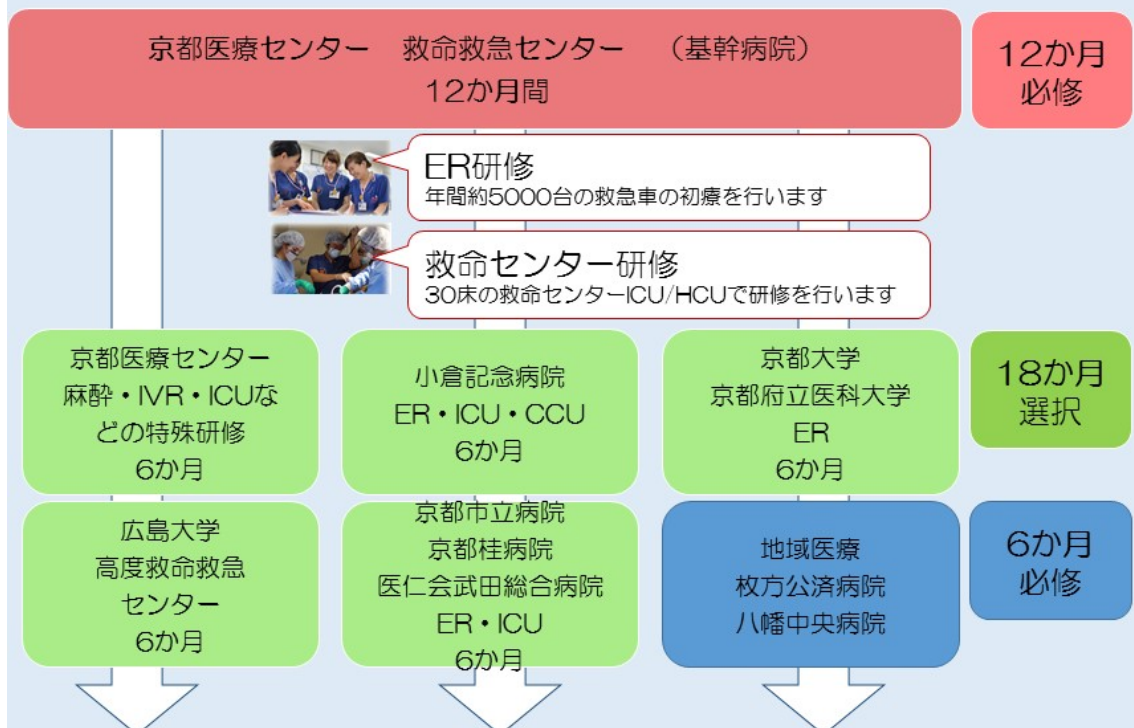 京都医療センター 救命救急センター （基幹病院）
12か月間
12か月
必修
ER研修
年間約5000台の救急車の初療を行います
救命センター研修
30床の救命センターICU/HCUで研修を行います
京都医療センター
麻酔・IVR・ICUな
どの特殊研修
6か月
小倉記念病院
ER・ICU・CCU
6か月
京都大学
京都府立医科大学
ER
6か月
18か月
選択
広島大学
高度救命救急
センター
6か月
京都市立病院
京都桂病院
医仁会武田総合病院
ER・ICU
6か月
地域医療
枚方公済病院
八幡中央病院
6か月
必修